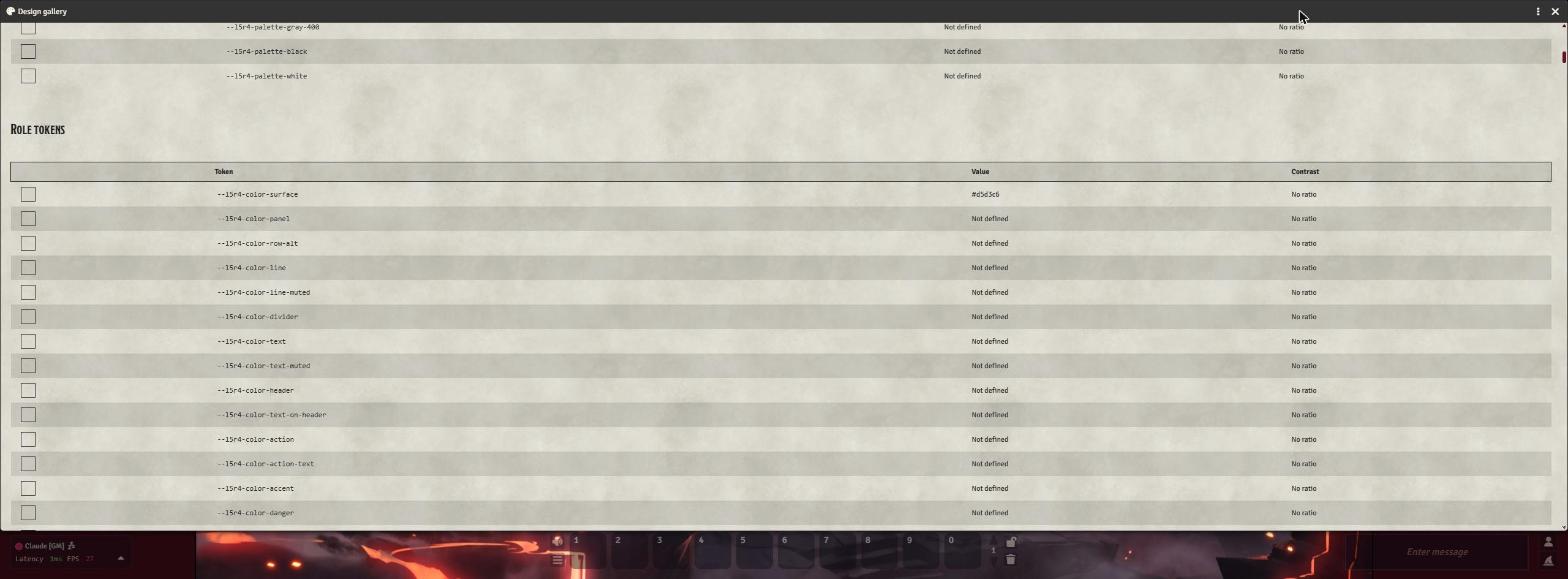 Design gallery
--l5r4-palette-gray-400 Not defined No ratio
--l5r4-palette-black Not defined No ratio
--l5r4-palette-white Not defined No ratio
Role tokens
Token Value Contrast
--l5r4-color-surface #d5d3c6 No ratio
--l5r4-color-panel Not defined No ratio
--l5r4-color-row-alt Not defined No ratio
--l5r4-color-line Not defined No ratio
--l5r4-color-line-muted Not defined No ratio
--l5r4-color-divider Not defined No ratio
--l5r4-color-text Not defined No ratio
--l5r4-color-text-muted Not defined No ratio
--l5r4-color-header Not defined No ratio
--l5r4-color-text-on-header Not defined No ratio
--l5r4-color-action Not defined No ratio
--l5r4-color-action-text Not defined No ratio
--l5r4-color-accent Not defined No ratio
--l5r4-color-danger Not defined No ratio
Claude [GM]
Latency 3ms FPS 27
1 2 3 4 5 6 7 8 9 0
1
Enter message